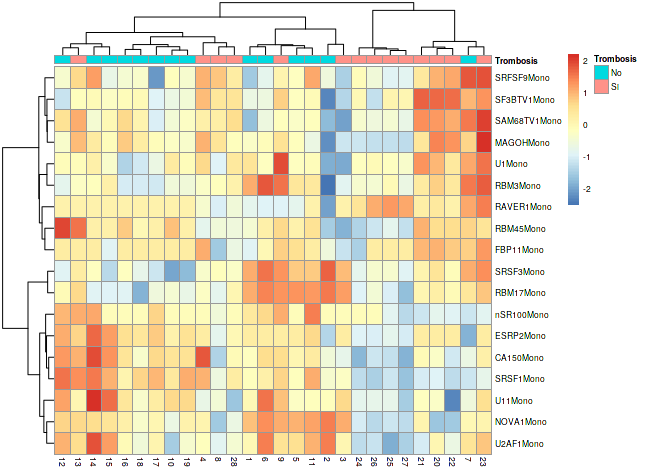 Trombosis
SRFSF9Mono
SF3BTV1Mono
SAM68TV1Mono
MAGOHMono
U1Mono
RBM3Mono
RAVER1Mono
RBM45Mono
FBP11Mono
SRSF3Mono
RBM17Mono
nSR100Mono
ESRP2Mono
CA150Mono
SRSF1Mono
U11Mono
NOVA1Mono
U2AF1Mono
12 13 14 15 16 18 17 10 19 4 8 28 1 6 9 5 11 2 3 24 26 25 27 21 20 22 7 23
2
1
0
-1
-2
Trombosis
No
SI